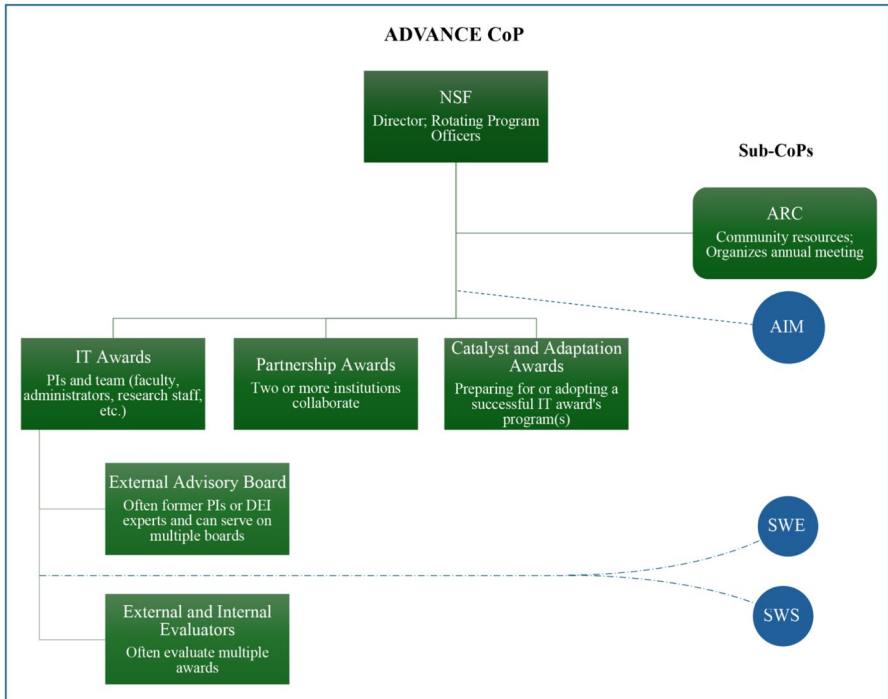 ADVANCE CoP
NSF
Director; Rotating Program
Officers
Sub-CoPs
ARC
Community resources;
Organizes annual meeting
AIM
IT Awards
PIs and team (faculty,
administrators, research staff,
etc.)
Partnership Awards
Two or more institutions
collaborate
Catalyst and Adaptation
Awards
Preparing for or adopting a
successful IT award's
program(s)
External Advisory Board
Often former PIs or DEI
experts and can serve on
multiple boards
SWE
External and Internal
Evaluators
Often evaluate multiple
awards
SWS